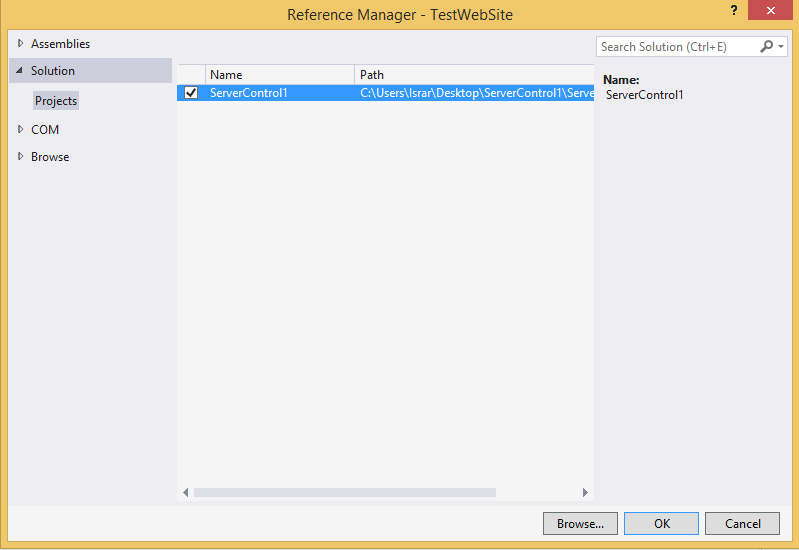 Reference Manager - TestWebSite
?
Assemblies
Solution
Projects
COM
Browse
Search Solution (Ctrl+E)
Name Path
ServerControl1 C:\Users\Israr\Desktop\ServerControl1\Serve
Name:
ServerControl1
Browse... OK Cancel